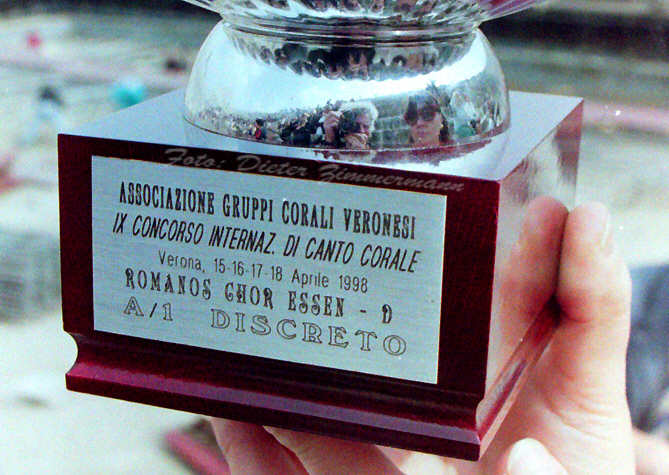 Foto: Dieter Zimmermann
ASSOCIAZIONE GRUPPI CORALI VERONESI
IX CONCORSO INTERNAZ. DI CANTO CORALE
Verona, 15-16-17-18 Aprile 1998
ROMANOS CHOR ESSEN - D
A/1 DISCRETO